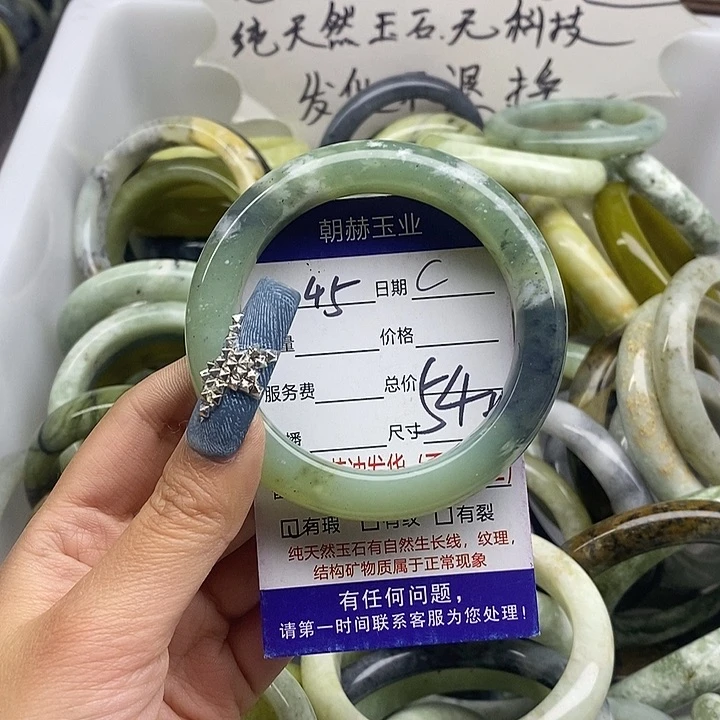 纯天然玉石.无科技
朝赫玉业
45 日期 C
量 价格
服务费 总价
播 尺寸 54
有瑕 有纹 有裂
纯天然玉石有自然生长线，纹理，
结构矿物质属于正常现象
有任何问题，
请第一时间联系客服为您处理！